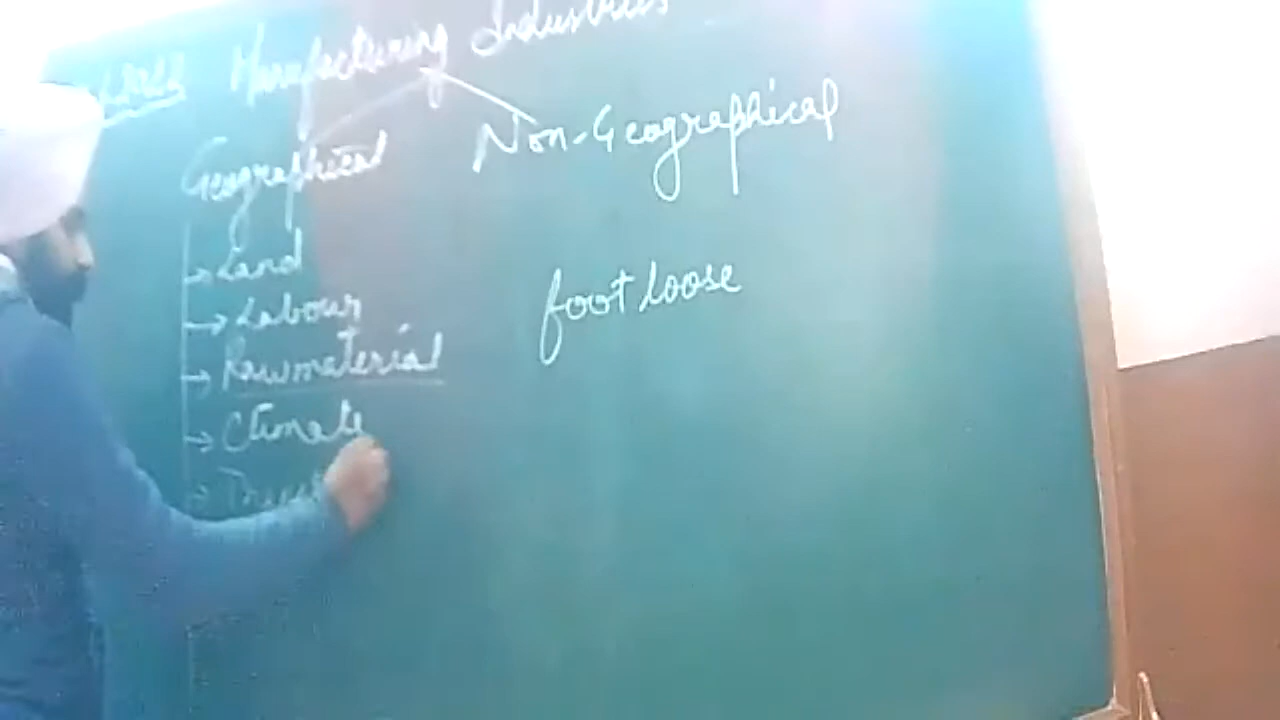 Manufacturing Industries
Geographical
Non-Geographical
→ Land
→ Labour
→ Rawmaterial
→ Climate
foot loose